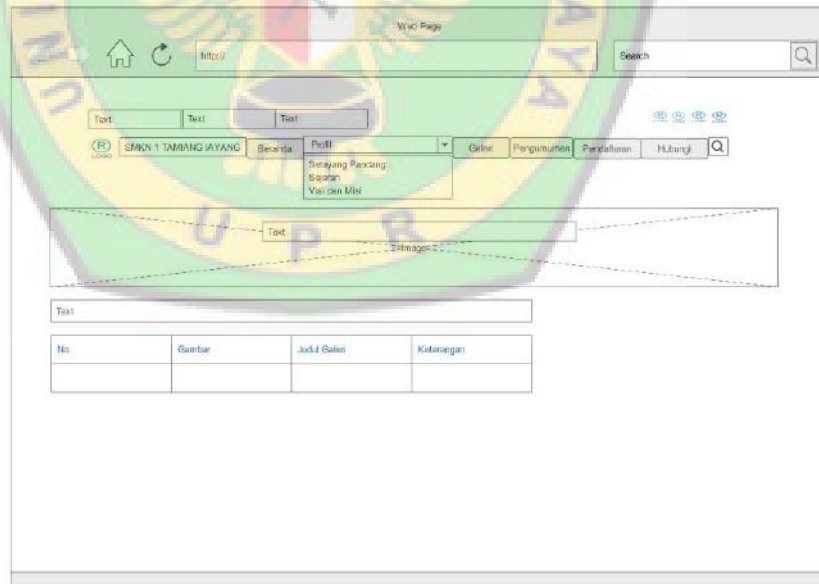 Web Page
http:// Search
Text Text Text
LOGO SMKN 1 TAMIANG LAYANG Beranda Profil Galeri Pengumuman Pendaftaran Hubungi
Selayang Pandang
Sejarah
Visi dan Misi
Text
<Image>
Text
No Gambar Judul Galeri Keterangan
U P R